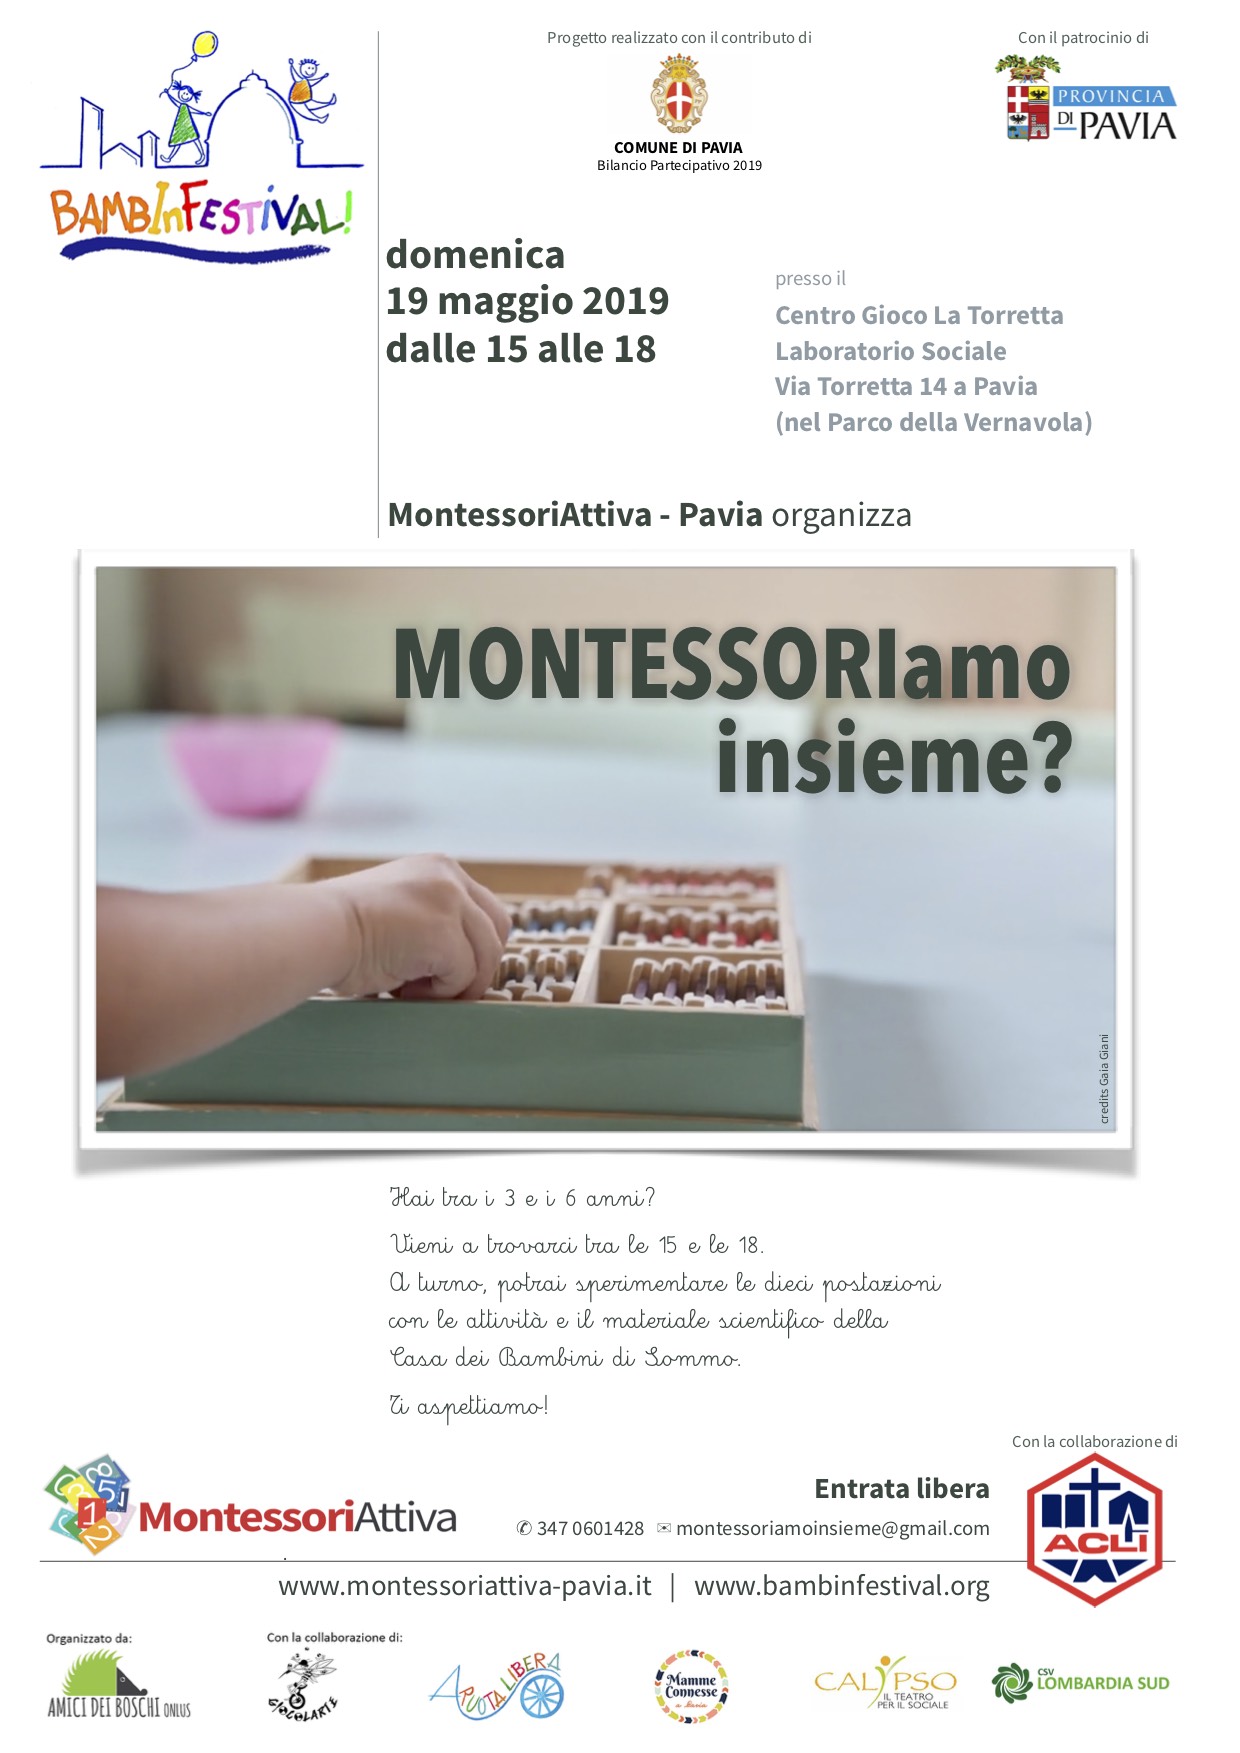 BAMBInFESTIVAL!
Progetto realizzato con il contributo di
COMUNE DI PAVIA
Bilancio Partecipativo 2019
Con il patrocinio di
PROVINCIA
DI PAVIA
domenica
19 maggio 2019
dalle 15 alle 18
presso il
Centro Gioco La Torretta
Laboratorio Sociale
Via Torretta 14 a Pavia
(nel Parco della Vernavola)
MontessoriAttiva - Pavia organizza
MONTESSORIamo
insieme?
credits Gaia Giani
Hai tra i 3 e i 6 anni?
Vieni a trovarci tra le 15 e le 18.
A turno, potrai sperimentare le dieci postazioni
con le attività e il materiale scientifico della
Casa dei Bambini di Sommo.
Ti aspettiamo!
Con la collaborazione di
ACLI
MontessoriAttiva
Entrata libera
✆ 347 0601428 ✉ montessoriamoinsieme@gmail.com
www.montessoriattiva-pavia.it | www.bambinfestival.org
Organizzato da:
AMICI DEI BOSCHI ONLUS
Con la collaborazione di:
GIOCOLARTE
A RUOTA LIBERA
Mamme
Connesse
a Pavia
CALYPSO
IL TEATRO
PER IL SOCIALE
CSV
LOMBARDIA SUD